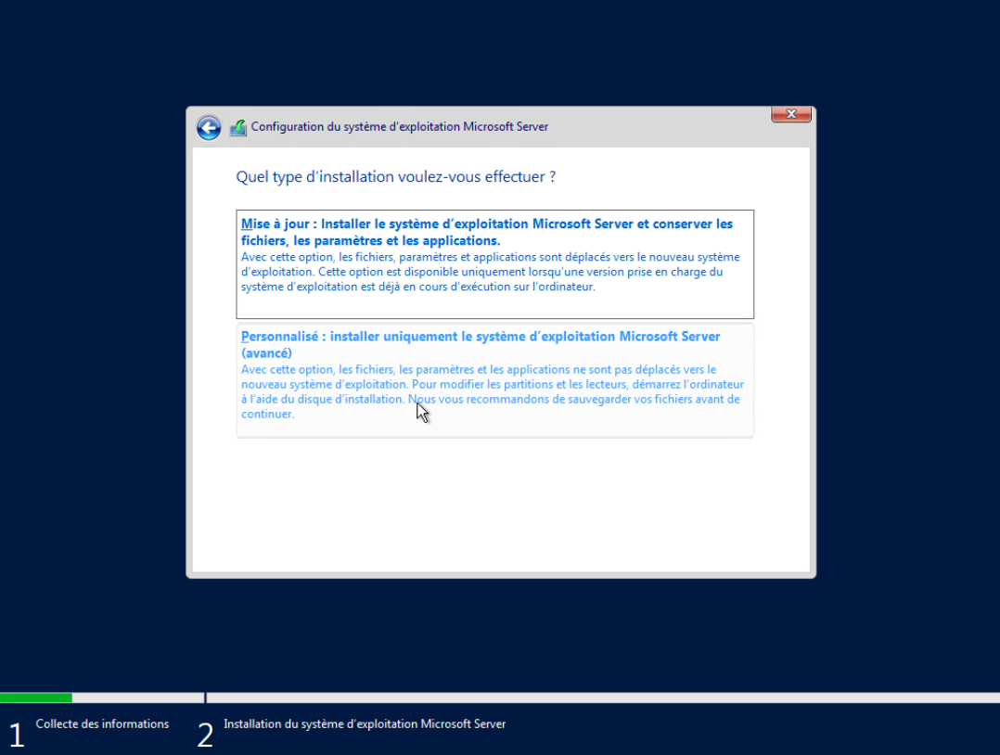 Configuration du système d'exploitation Microsoft Server
Quel type d'installation voulez-vous effectuer ?
Mise à jour : Installer le système d'exploitation Microsoft Server et conserver les
fichiers, les paramètres et les applications.
Avec cette option, les fichiers, paramètres et applications sont déplacés vers le nouveau système
d'exploitation. Cette option est disponible uniquement lorsqu'une version prise en charge du
système d'exploitation est déjà en cours d'exécution sur l'ordinateur.
Personnalisé : installer uniquement le système d'exploitation Microsoft Server
(avancé)
Avec cette option, les fichiers, les paramètres et les applications ne sont pas déplacés vers le
nouveau système d'exploitation. Pour modifier les partitions et les lecteurs, démarrez l'ordinateur
à l'aide du disque d'installation. Nous vous recommandons de sauvegarder vos fichiers avant de
continuer.
1 Collecte des informations
2 Installation du système d'exploitation Microsoft Server